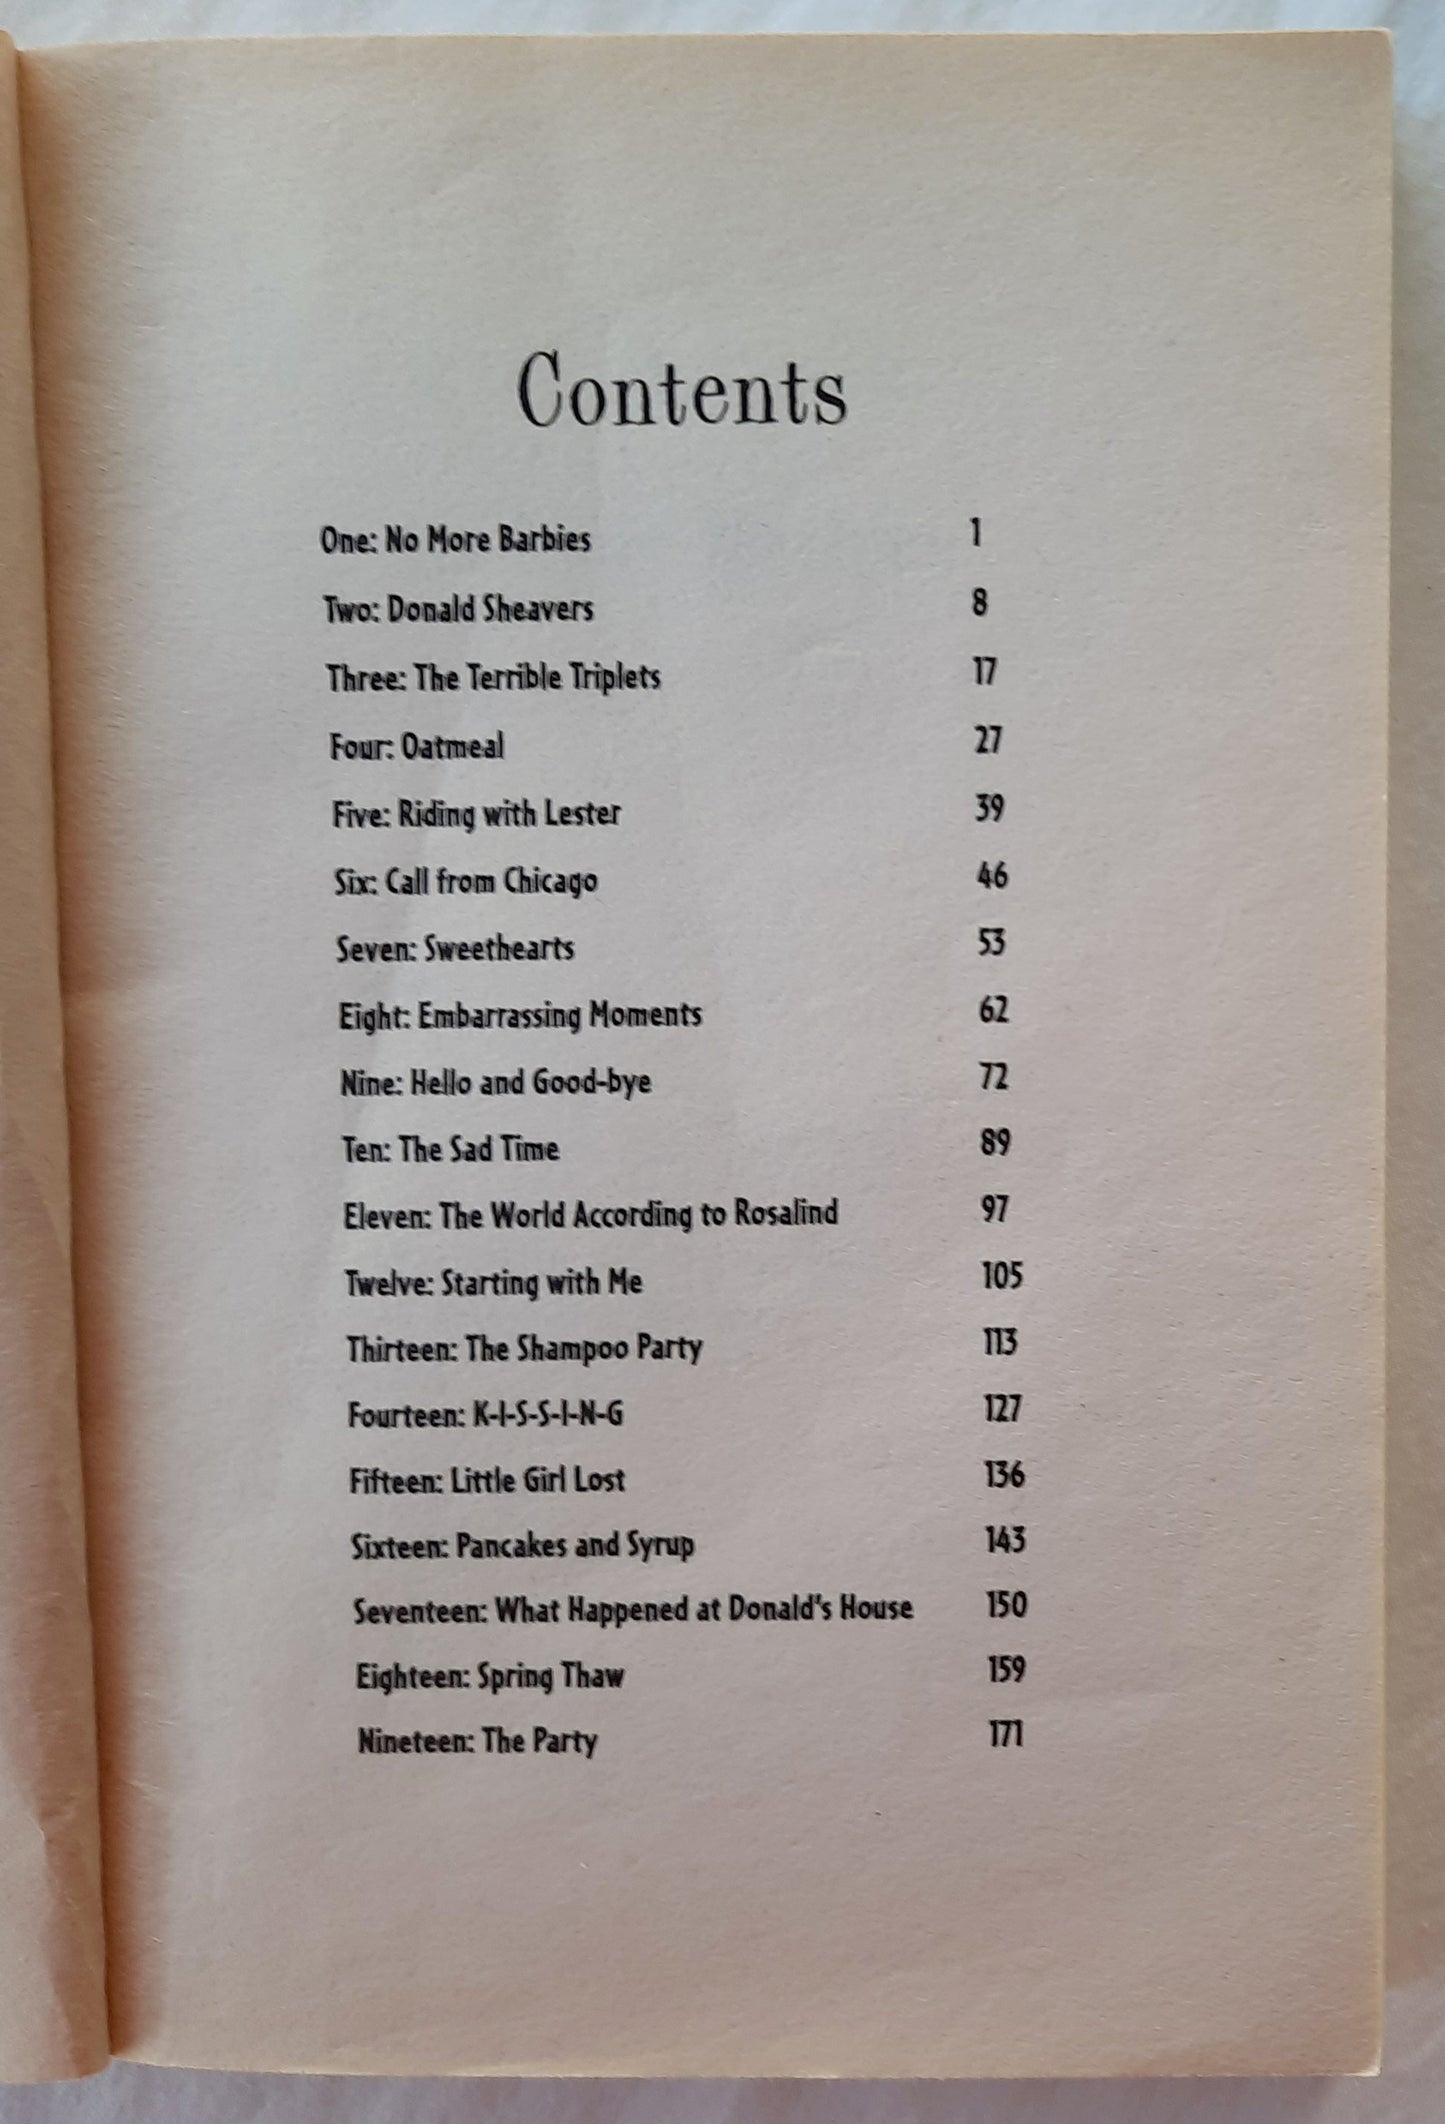 Contents
One: No More Barbies 1
Two: Donald Sheavers 8
Three: The Terrible Triplets 17
Four: Oatmeal 27
Five: Riding with Lester 39
Six: Call from Chicago 46
Seven: Sweethearts 53
Eight: Embarrassing Moments 62
Nine: Hello and Good-bye 72
Ten: The Sad Time 89
Eleven: The World According to Rosalind 97
Twelve: Starting with Me 105
Thirteen: The Shampoo Party 113
Fourteen: K-I-S-S-I-N-G 127
Fifteen: Little Girl Lost 136
Sixteen: Pancakes and Syrup 143
Seventeen: What Happened at Donald's House 150
Eighteen: Spring Thaw 159
Nineteen: The Party 171